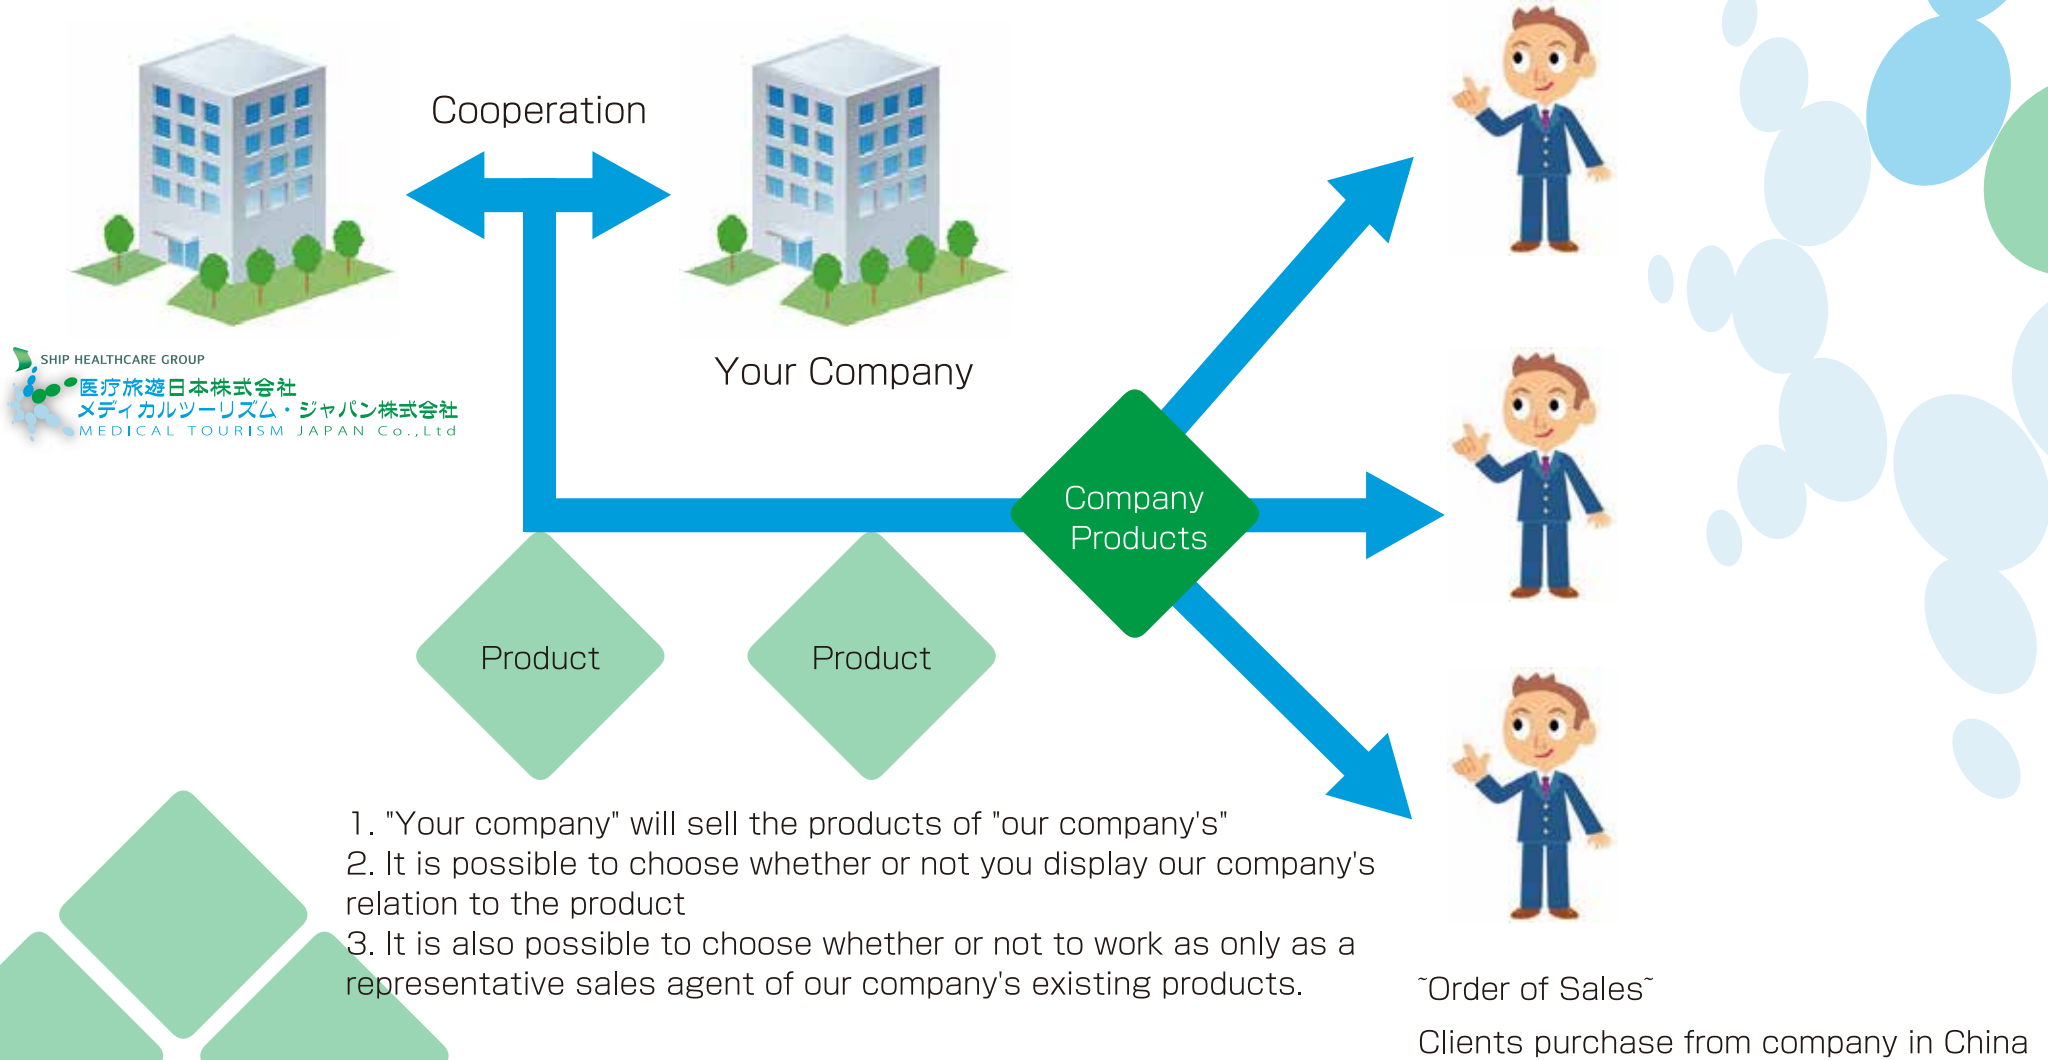 Cooperation
SHIP HEALTHCARE GROUP
医疗旅遊日本株式会社
メディカルツーリズム・ジャパン株式会社
MEDICAL TOURISM JAPAN Co.,Ltd
Your Company
Company
Products
Product
Product
1. "Your company" will sell the products of "our company's"
2. It is possible to choose whether or not you display our company's
relation to the product
3. It is also possible to choose whether or not to work as only as a
representative sales agent of our company's existing products.
~Order of Sales~
Clients purchase from company in China